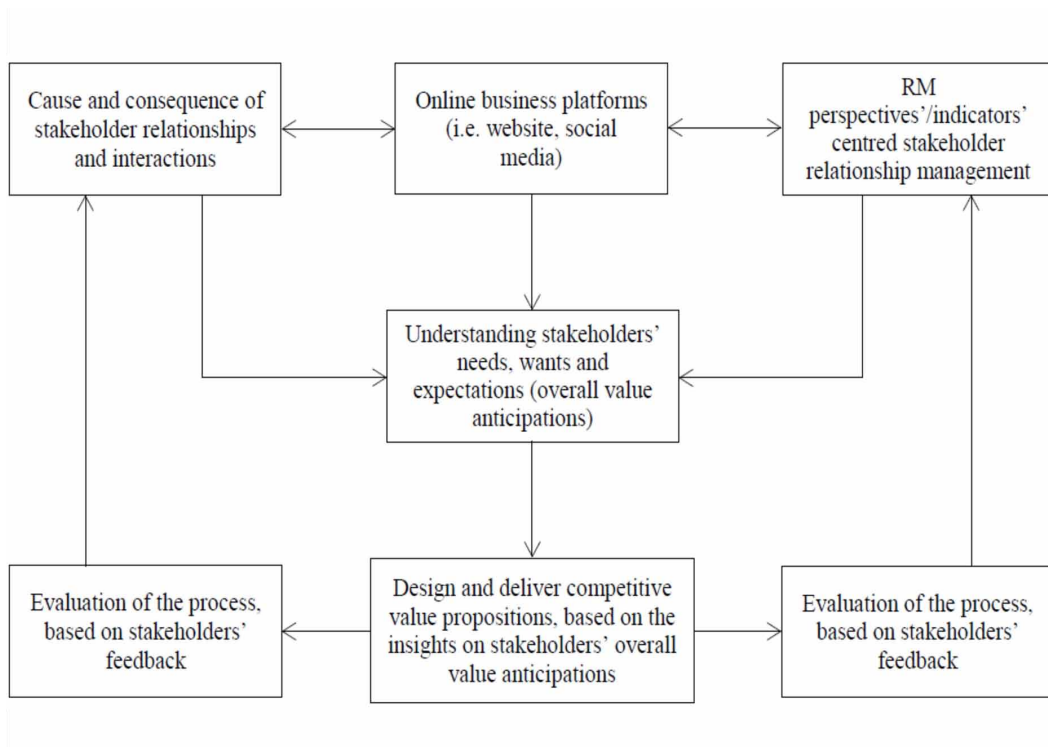 Cause and consequence of
stakeholder relationships
and interactions
Online business platforms
(i.e. website, social
media)
RM
perspectives’/indicators’
centred stakeholder
relationship management
Understanding stakeholders’
needs, wants and
expectations (overall value
anticipations)
Evaluation of the process,
based on stakeholders’
feedback
Design and deliver competitive
value propositions, based on the
insights on stakeholders’ overall
value anticipations
Evaluation of the process,
based on stakeholders’
feedback